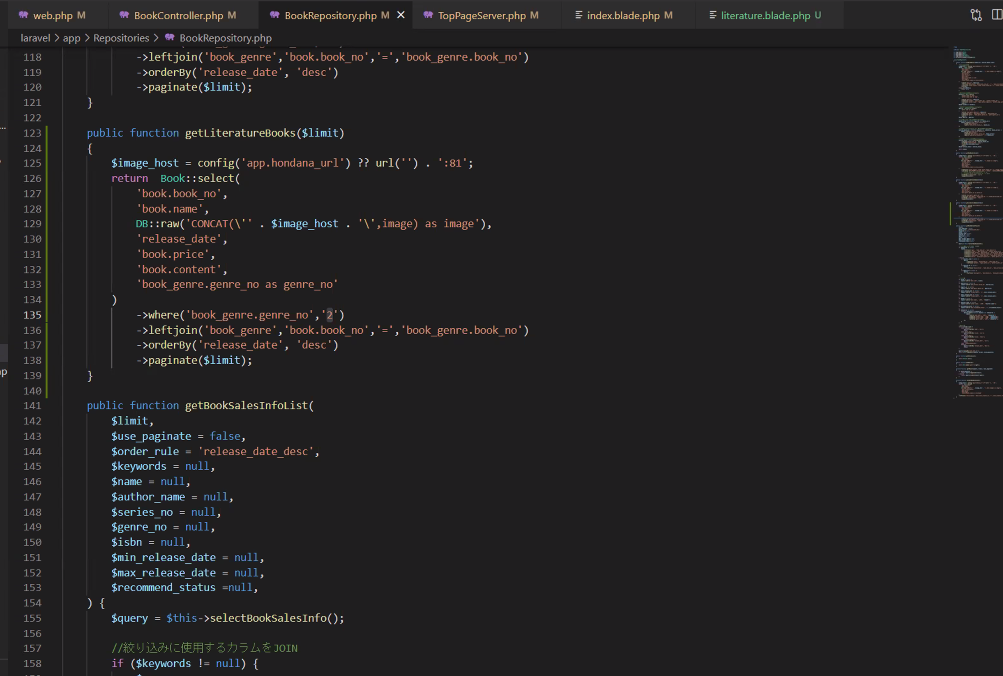 web.php M
BookController.php M
BookRepository.php M
TopPageServer.php M
index.blade.php M
literature.blade.php U
laravel > app > Repositories > BookRepository.php
118 ->leftjoin('book_genre','book.book_no','=','book_genre.book_no')
119 ->orderBy('release_date', 'desc')
120 ->paginate($limit);
121 }
122
123 public function getLiteratureBooks($limit)
124 {
125 $image_host = config('app.hondana_url') ?? url('') . ':81';
126 return  Book::select(
127 'book.book_no',
128 'book.name',
129 DB::raw('CONCAT(\'' . $image_host . '\',image) as image'),
130 'release_date',
131 'book.price',
132 'book.content',
133 'book_genre.genre_no as genre_no'
134 )
135 ->where('book_genre.genre_no','2')
136 ->leftjoin('book_genre','book.book_no','=','book_genre.book_no')
137 ->orderBy('release_date', 'desc')
138 ->paginate($limit);
139 }
140
141 public function getBookSalesInfoList(
142 $limit,
143 $use_paginate = false,
144 $order_rule = 'release_date_desc',
145 $keywords = null,
146 $name = null,
147 $author_name = null,
148 $series_no = null,
149 $genre_no = null,
150 $isbn = null,
151 $min_release_date = null,
152 $max_release_date = null,
153 $recommend_status =null,
154 ) {
155 $query = $this->selectBookSalesInfo();
156
157 //絞り込みに使用するカラムをJOIN
158 if ($keywords != null) {